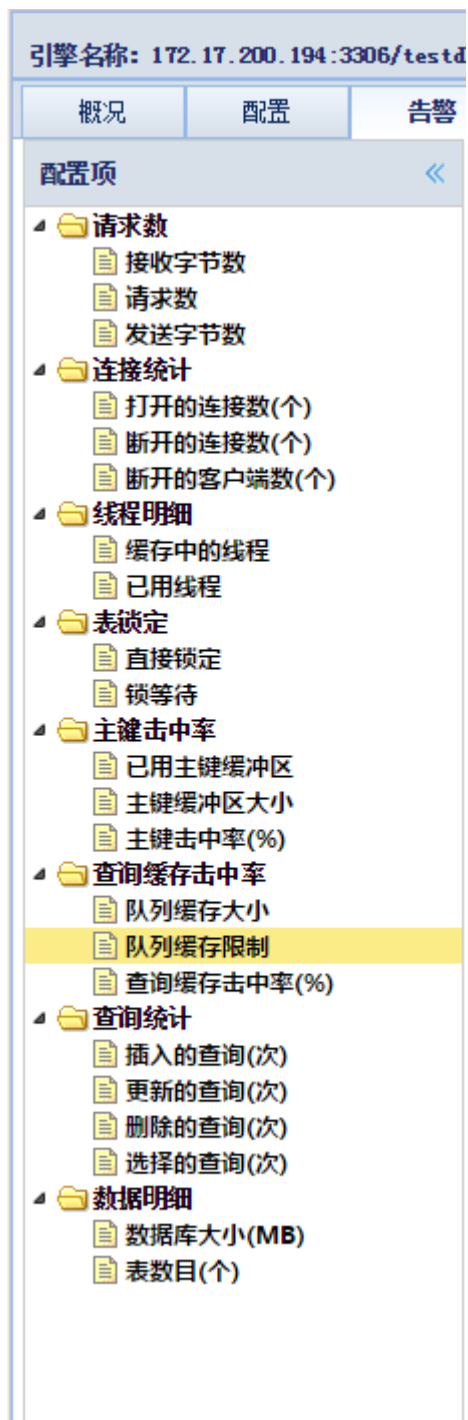 引擎名称: 172.17.200.194:3306/testd
概况 配置 告警
配置项
请求数
接收字节数
请求数
发送字节数
连接统计
打开的连接数(个)
断开的连接数(个)
断开的客户端数(个)
线程明细
缓存中的线程
已用线程
表锁定
直接锁定
锁等待
主键击中率
已用主键缓冲区
主键缓冲区大小
主键击中率(%)
查询缓存击中率
队列缓存大小
队列缓存限制
查询缓存击中率(%)
查询统计
插入的查询(次)
更新的查询(次)
删除的查询(次)
选择的查询(次)
数据明细
数据库大小(MB)
表数目(个)